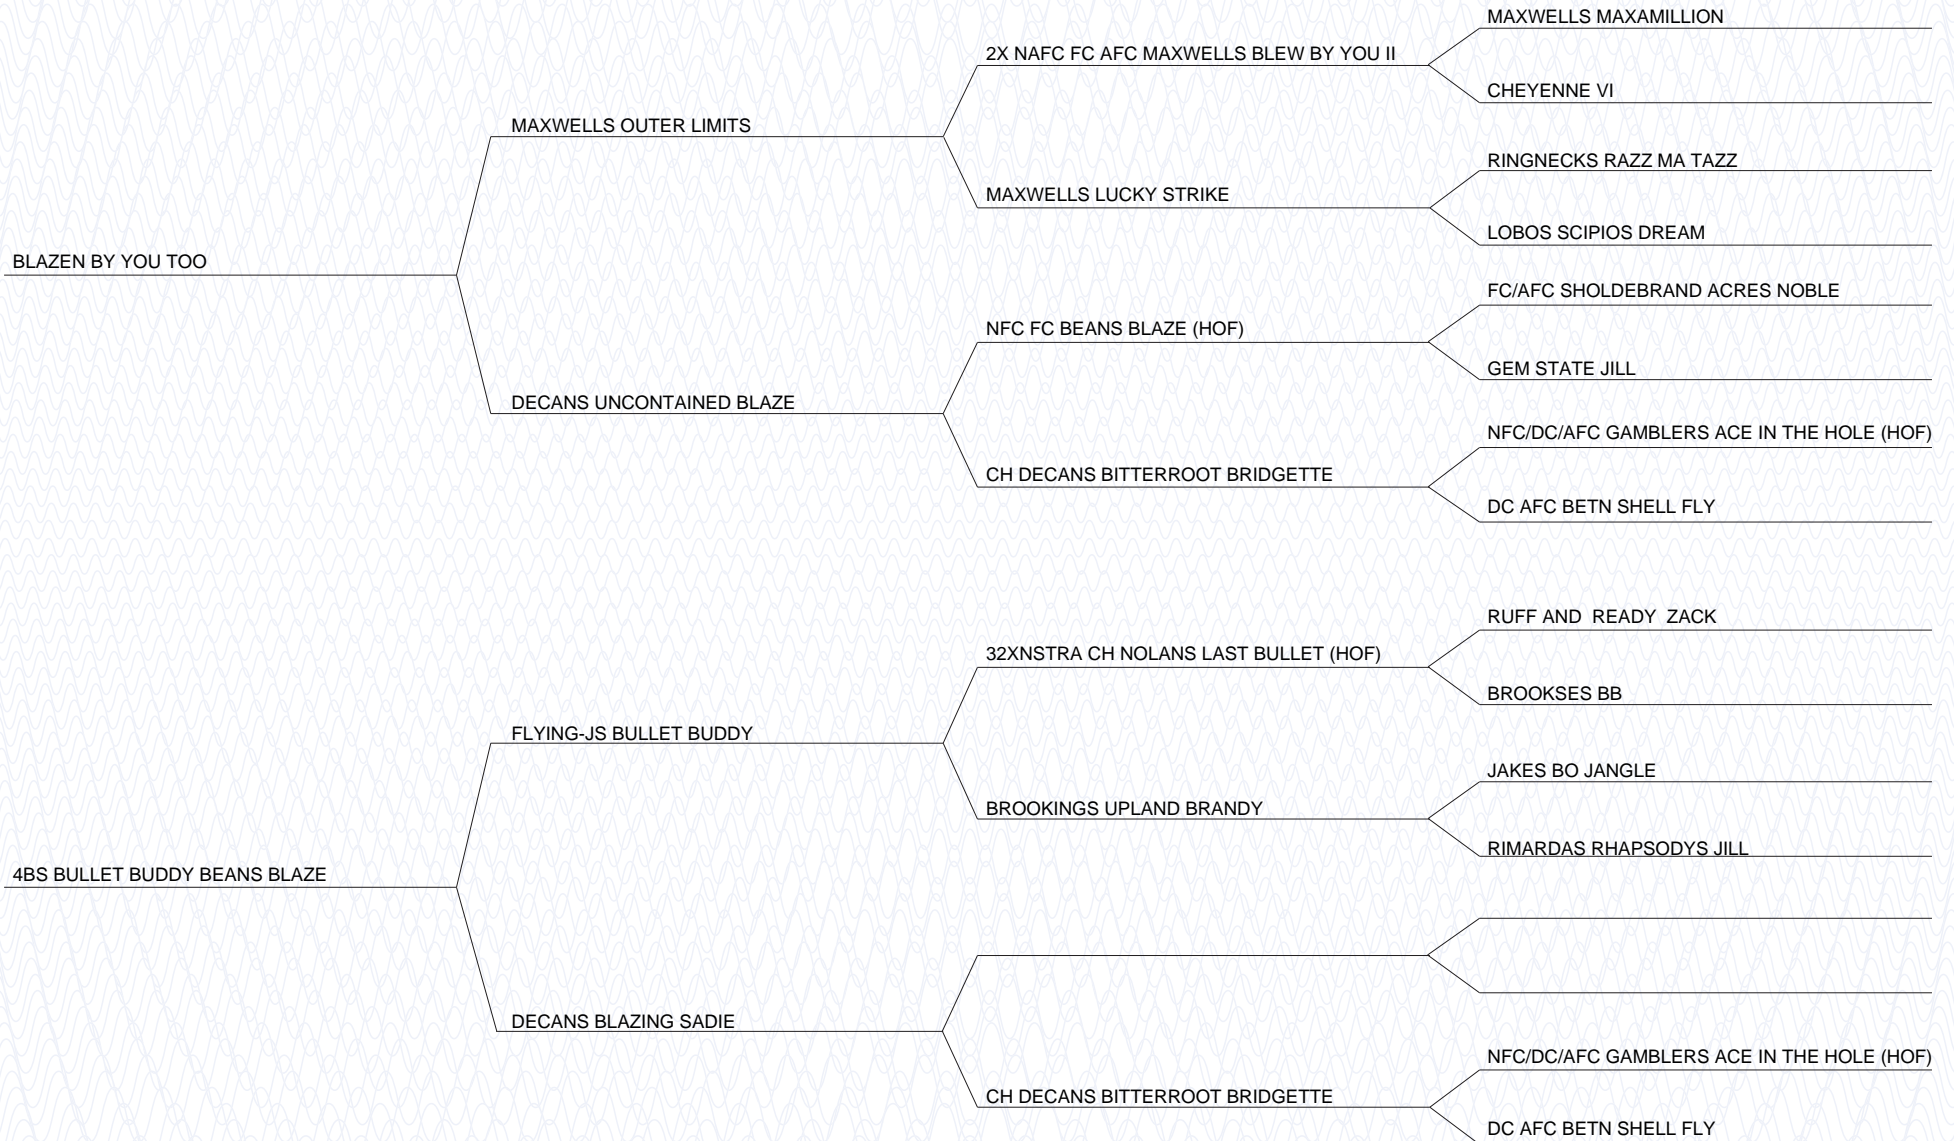 MAXWELLS MAXAMILLION
2X NAFC FC AFC MAXWELLS BLEW BY YOU II
CHEYENNE VI
MAXWELLS OUTER LIMITS
RINGNECKS RAZZ MA TAZZ
MAXWELLS LUCKY STRIKE
LOBOS SCIPIOS DREAM
BLAZEN BY YOU TOO
FC/AFC SHOLDEBRAND ACRES NOBLE
NFC FC BEANS BLAZE (HOF)
GEM STATE JILL
DECANS UNCONTAINED BLAZE
NFC/DC/AFC GAMBLERS ACE IN THE HOLE (HOF)
CH DECANS BITTERROOT BRIDGETTE
DC AFC BETN SHELL FLY
RUFF AND  READY  ZACK
32XNSTRA CH NOLANS LAST BULLET (HOF)
BROOKSES BB
FLYING-JS BULLET BUDDY
JAKES BO JANGLE
BROOKINGS UPLAND BRANDY
RIMARDAS RHAPSODYS JILL
4BS BULLET BUDDY BEANS BLAZE
DECANS BLAZING SADIE
NFC/DC/AFC GAMBLERS ACE IN THE HOLE (HOF)
CH DECANS BITTERROOT BRIDGETTE
DC AFC BETN SHELL FLY